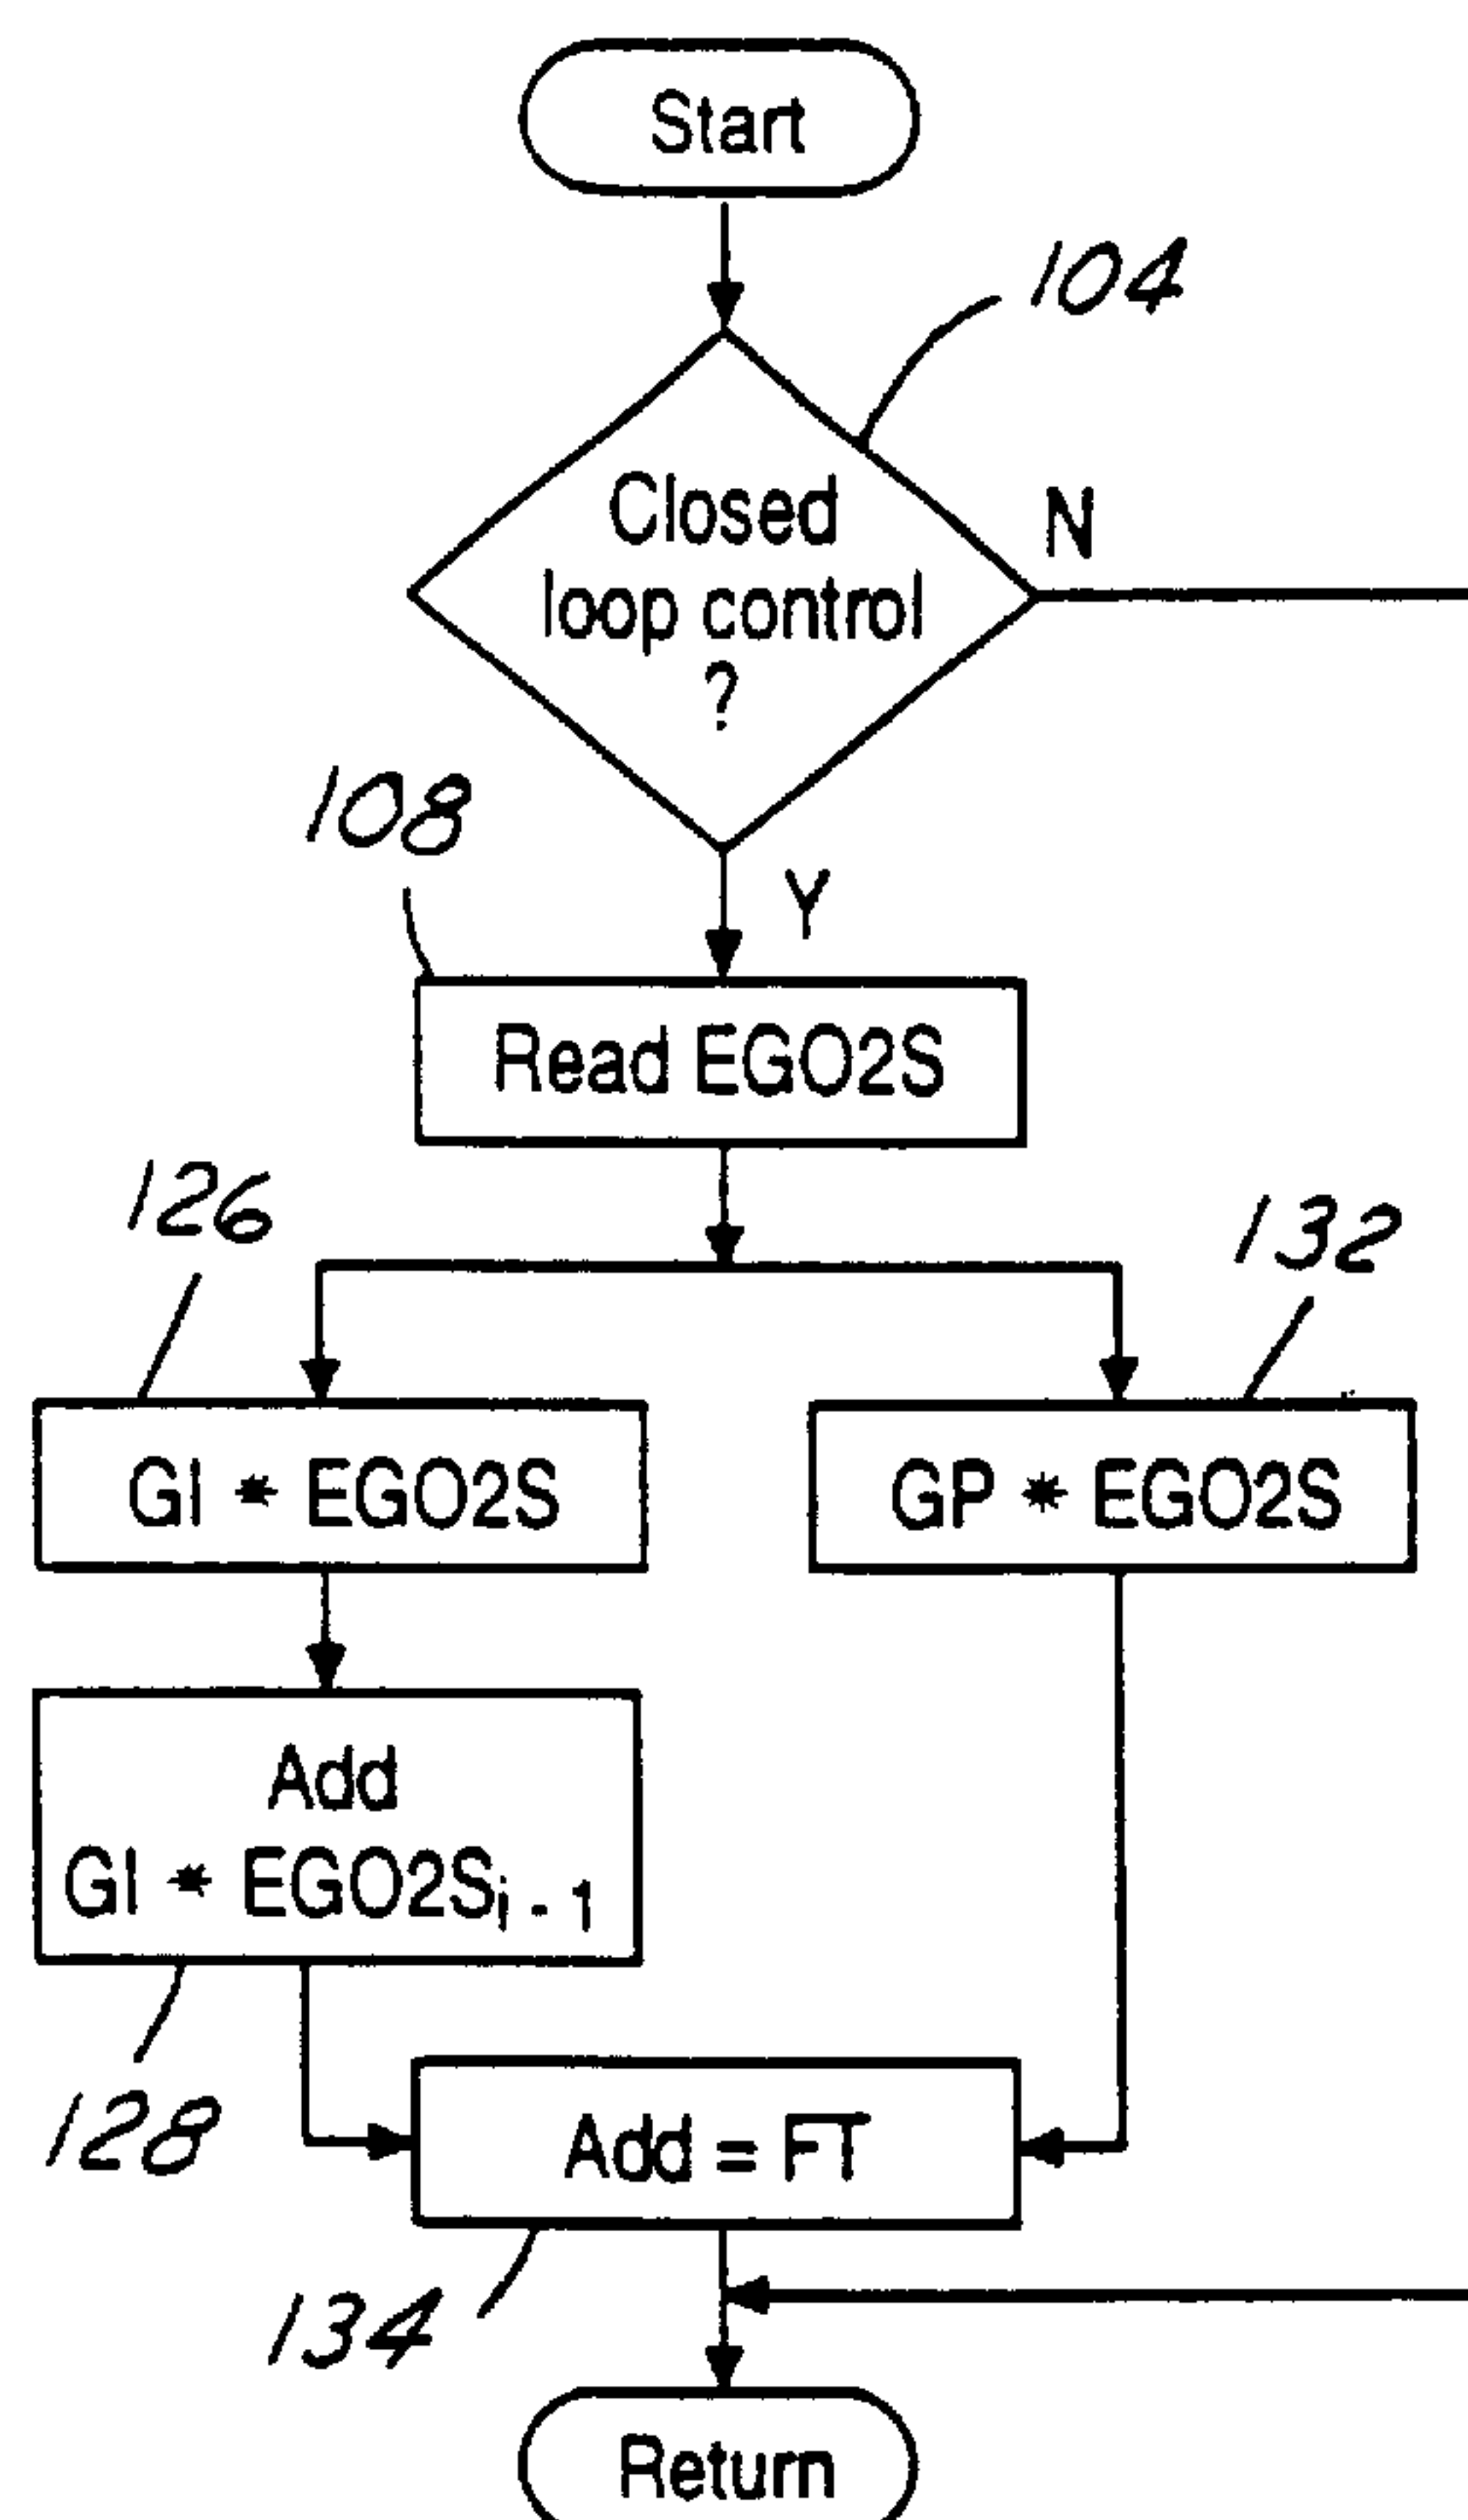 Start
104
Closed
loop control
?
N
108
Y
Read EGO2S
126
132
GI * EGO2S
GP * EGO2S
Add
GI * EGO2Si - 1
128
Add = FT
134
Return